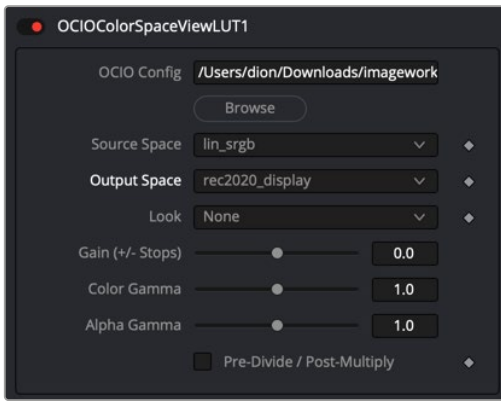 OCIOColorSpaceViewLUT1
OCIO Config /Users/dion/Downloads/imagework
Browse
Source Space lin_srgb
Output Space rec2020_display
Look None
Gain (+/- Stops) 0.0
Color Gamma 1.0
Alpha Gamma 1.0
Pre-Divide / Post-Multiply